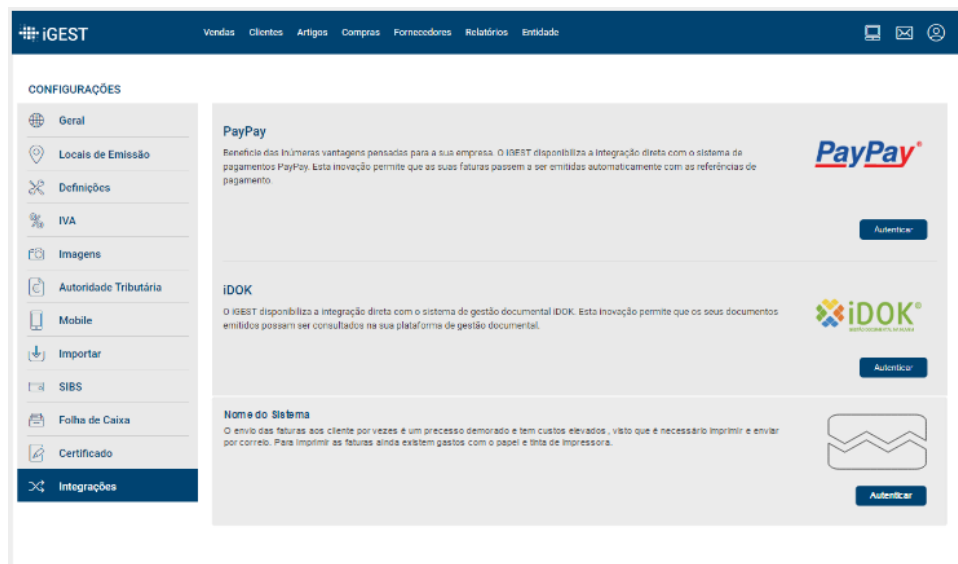 iGEST
Vendas Clientes Artigos Compras Fornecedores Relatórios Entidade
CONFIGURAÇÕES
Geral
Locais de Emissão
Definições
IVA
Imagens
Autoridade Tributária
Mobile
Importar
SIBS
Folha de Caixa
Certificado
Integrações
PayPay
Beneficie das inúmeras vantagens pensadas para a sua empresa. O IGEST disponibiliza a integração direta com o sistema de
pagamentos PayPay. Esta inovação permite que as suas faturas passem a ser emitidas automaticamente com as referências de
pagamento.
PayPay
Autenticar
iDOK
O IGEST disponibiliza a integração direta com o sistema de gestão documental IDOK. Esta inovação permite que os seus documentos
emitidos possam ser consultados na sua plataforma de gestão documental.
iDOK®
Autenticar
Nome do Sistema
O envio das faturas aos cliente por vezes é um precesso demorado e tem custos elevados , visto que é necessário imprimir e enviar
por correio. Para imprimir as faturas ainda existem gastos com o papel e tinta de impressora.
Autenticar